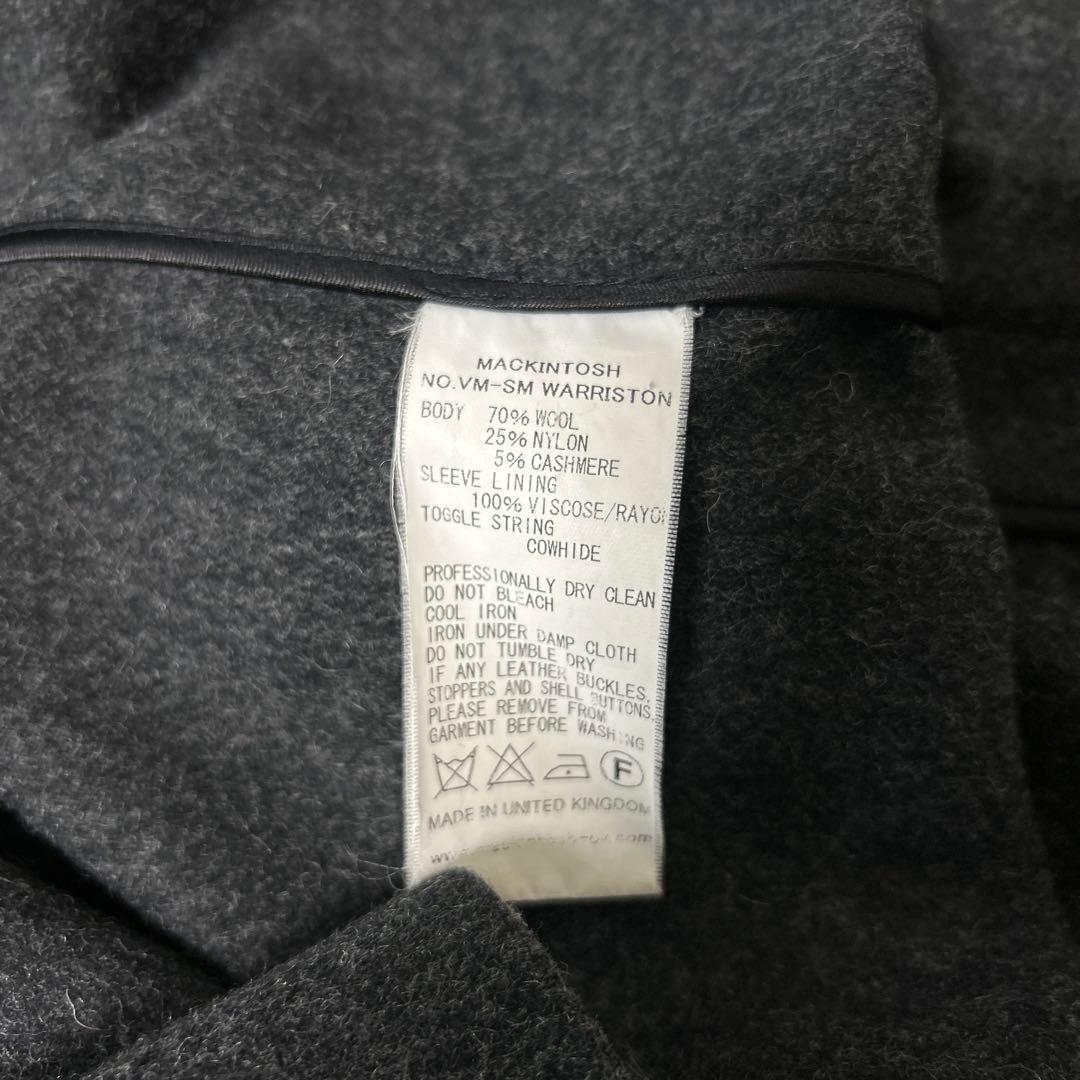 MACKINTOSH
NO.VM-SM WARRISTON
BODY 70% WOOL
25% NYLON
5% CASHMERE
SLEEVE LINING
100% VISCOSE/RAYON
TOGGLE STRING
COWHIDE
PROFESSIONALLY DRY CLEAN
DO NOT BLEACH
COOL IRON
IRON UNDER DAMP CLOTH
DO NOT TUMBLE DRY
IF ANY LEATHER BUCKLES,
STOPPERS AND SHELL BUTTONS,
PLEASE REMOVE FROM
GARMENT BEFORE WASHING
F
MADE IN UNITED KINGDOM